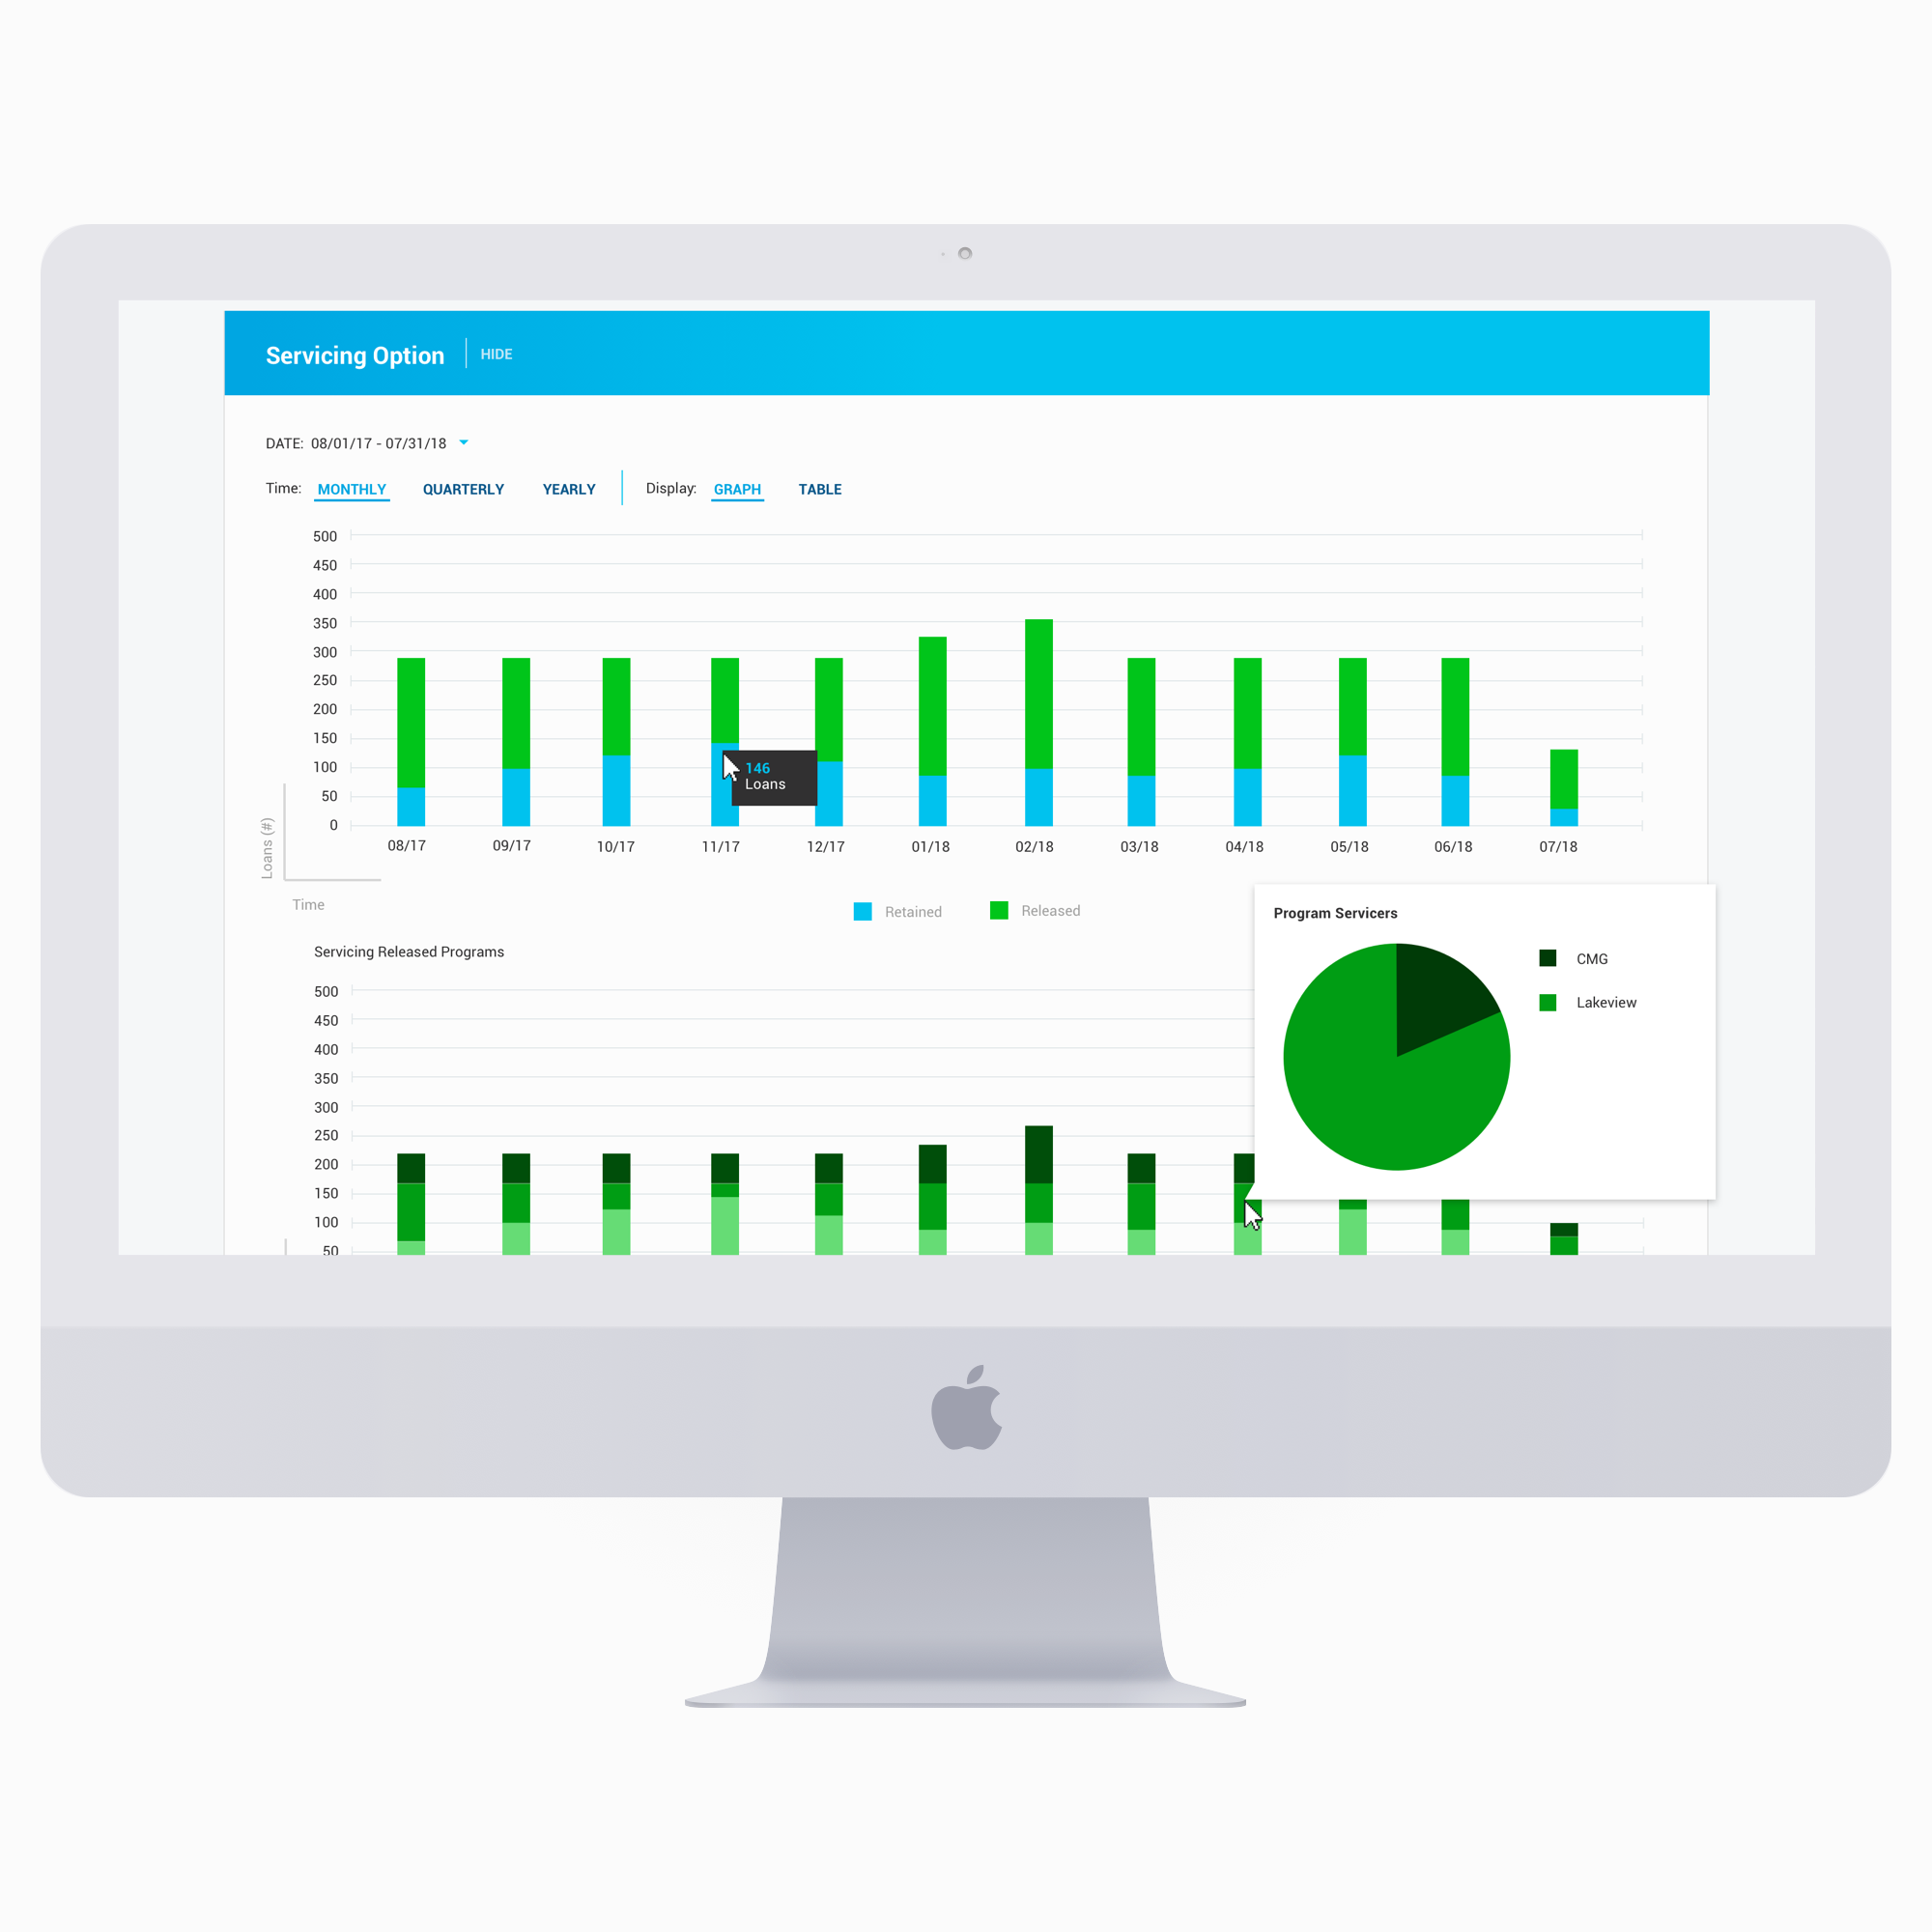 Servicing Option
HIDE
DATE: 08/01/17 - 07/31/18
Time: MONTHLY QUARTERLY YEARLY Display: GRAPH TABLE
500
450
400
350
300
250
200
150
100
50
0
146
Loans
08/17 09/17 10/17 11/17 12/17 01/18 02/18 03/18 04/18 05/18 06/18 07/18
Loans (#)
Time
Retained Released
Servicing Released Programs
500
450
400
350
300
250
200
150
100
50
Program Servicers
CMG
Lakeview